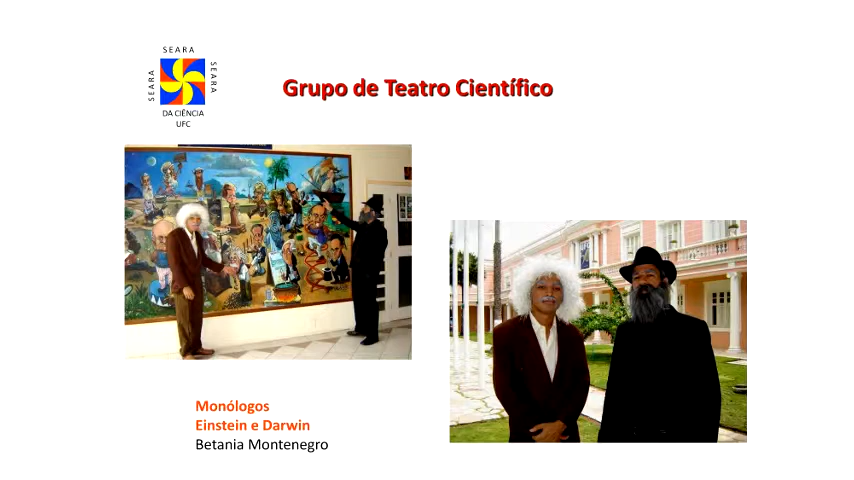 SEARA
SEARA
SEARA
DA CIÊNCIA
UFC
Grupo de Teatro Científico
Monólogos
Einstein e Darwin
Betania Montenegro